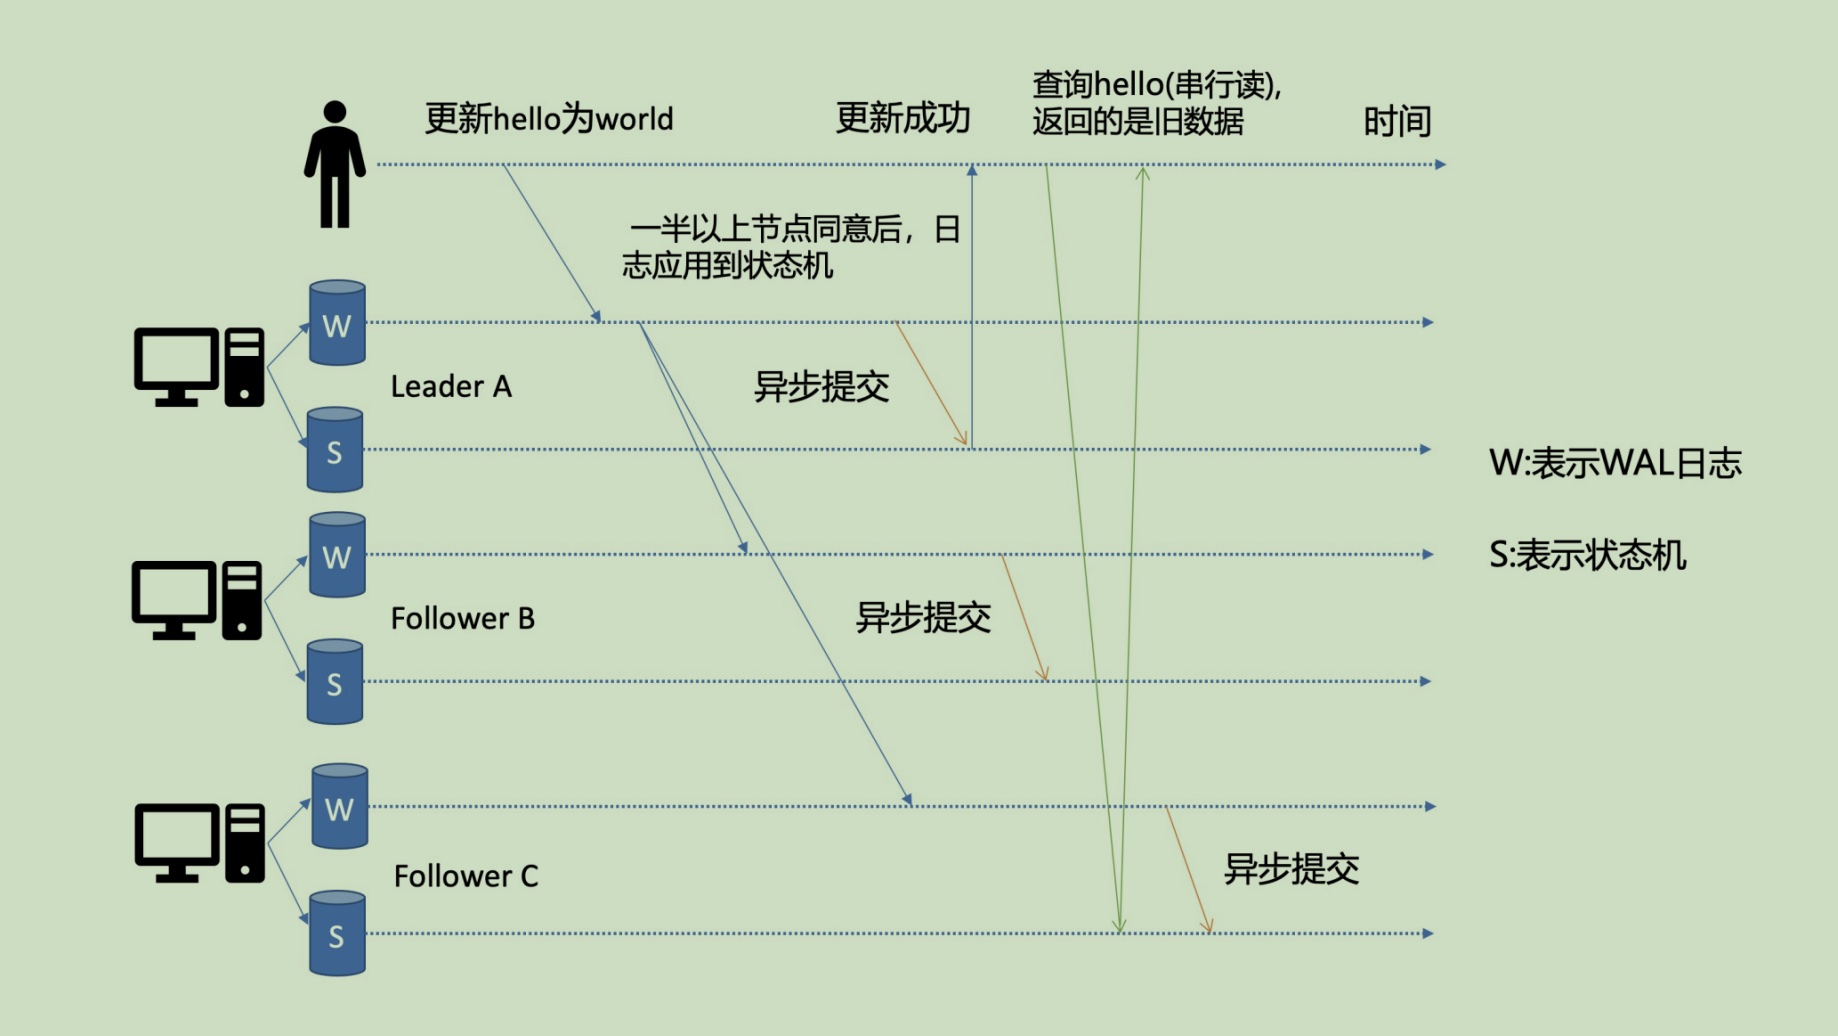 更新hello为world
更新成功
查询hello(串行读),
返回的是旧数据
时间
一半以上节点同意后，日
志应用到状态机
W
Leader A
异步提交
S
W:表示WAL日志
W
S:表示状态机
Follower B
异步提交
S
W
Follower C
异步提交
S